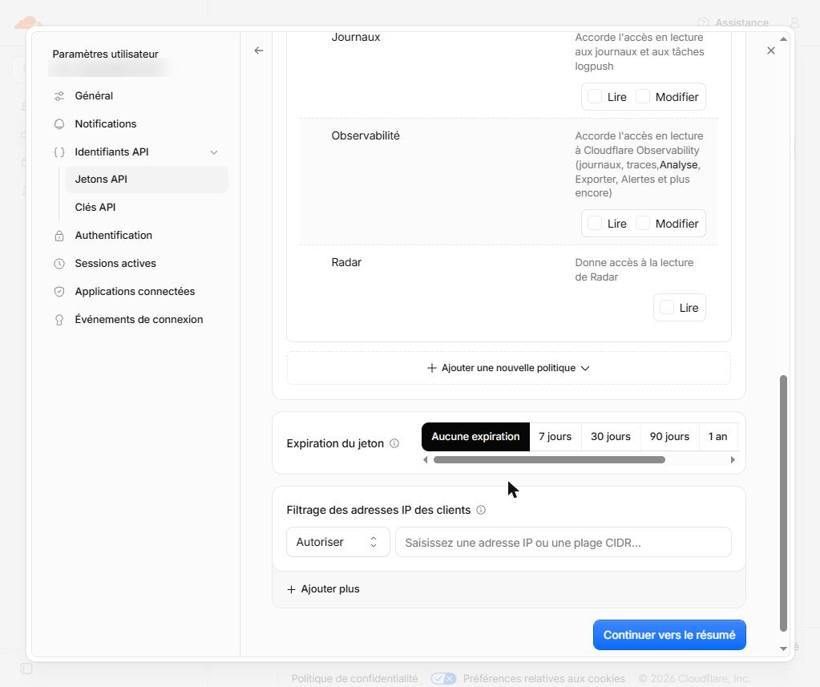 Assistance
Paramètres utilisateur
Général
Notifications
Identifiants API
Jetons API
Clés API
Authentification
Sessions actives
Applications connectées
Événements de connexion
Journaux
Accorde l'accès en lecture
aux journaux et aux tâches
logpush
Lire Modifier
Observabilité
Accorde l'accès en lecture
à Cloudflare Observability
(journaux, traces,Analyse,
Exporter, Alertes et plus
encore)
Lire Modifier
Radar
Donne accès à la lecture
de Radar
Lire
Ajouter une nouvelle politique
Expiration du jeton
Aucune expiration 7 jours 30 jours 90 jours 1 an
Filtrage des adresses IP des clients
Autoriser Saisissez une adresse IP ou une plage CIDR...
Ajouter plus
Continuer vers le résumé
Politique de confidentialité Préférences relatives aux cookies © 2026 Cloudflare, Inc.